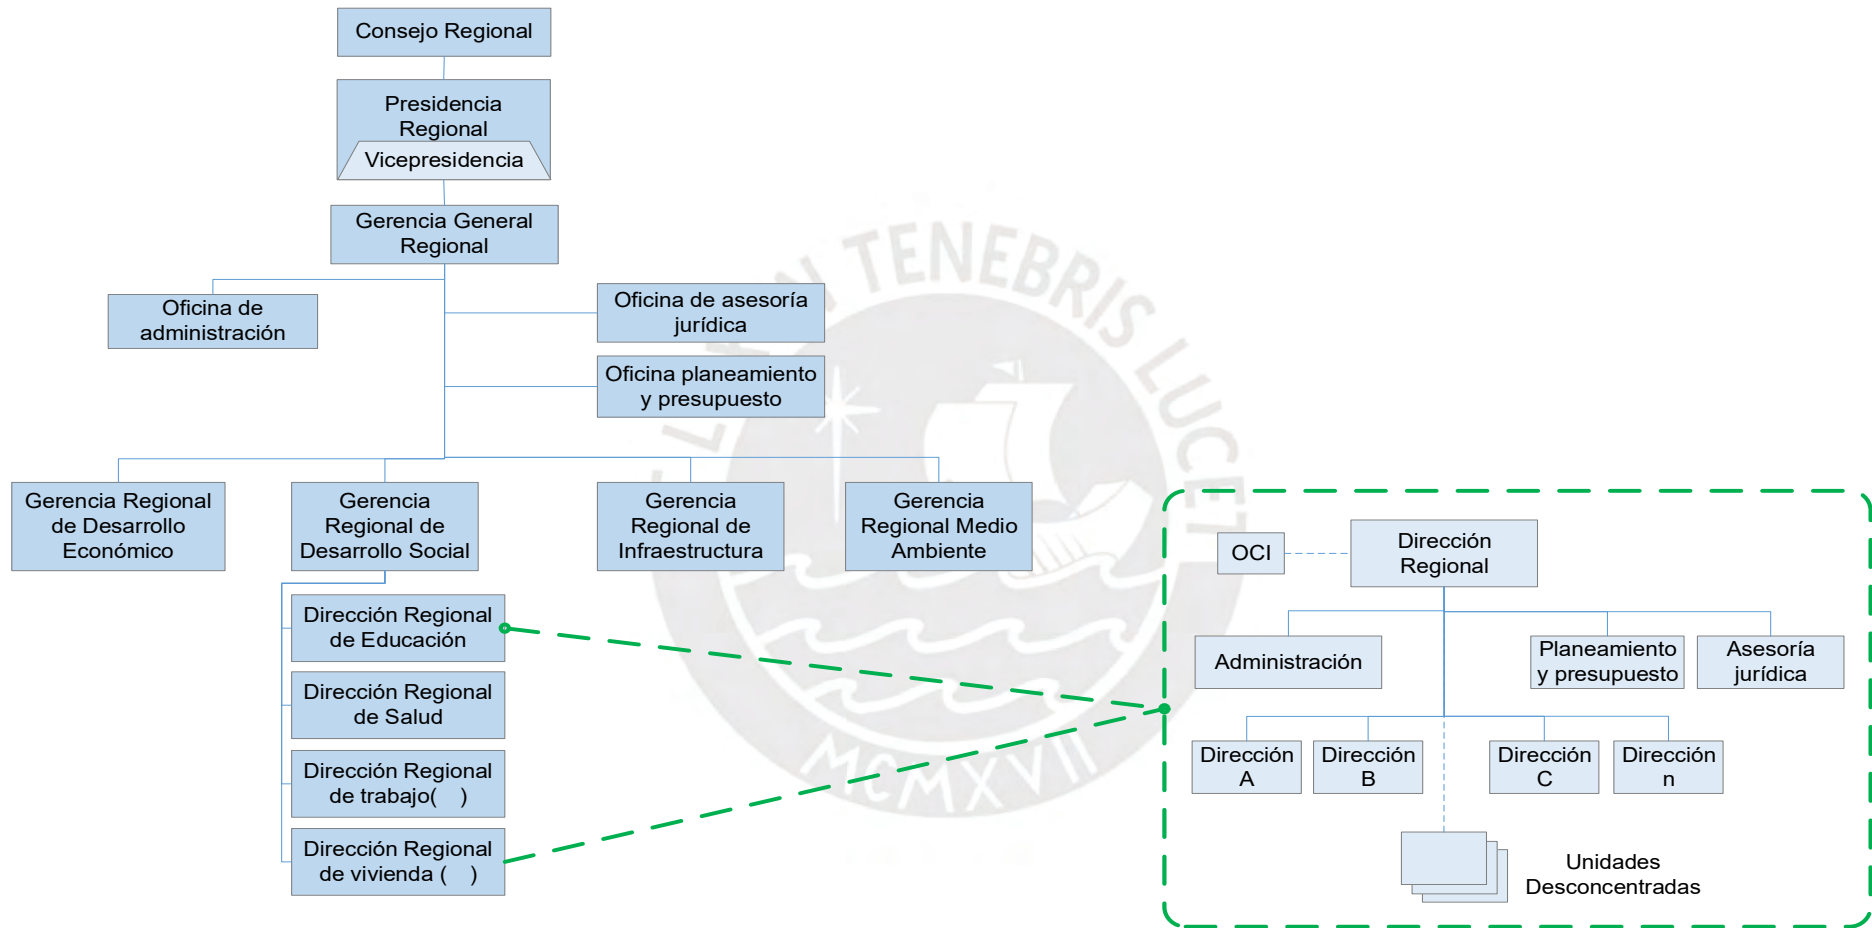 Consejo Regional
Presidencia
Regional
Vicepresidencia
Gerencia General
Regional
Oficina de
administración
Oficina de asesoría
jurídica
Oficina planeamiento
y presupuesto
Gerencia Regional
de Desarrollo
Económico
Gerencia
Regional de
Desarrollo Social
Gerencia
Regional de
Infraestructura
Gerencia
Regional Medio
Ambiente
Dirección Regional
de Educación
Dirección Regional
de Salud
Dirección Regional
de trabajo( )
Dirección Regional
de vivienda ( )
OCI
Dirección
Regional
Administración
Planeamiento
y presupuesto
Asesoría
jurídica
Dirección
A
Dirección
B
Dirección
C
Dirección
n
Unidades
Desconcentradas
TENEBRIS LUCET
MCMXVII